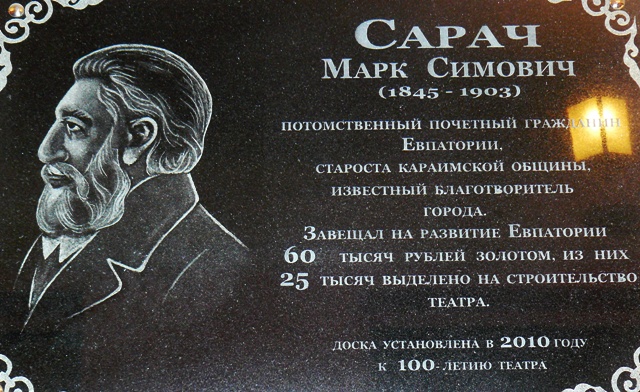 САРАЧ
МАРК СИМОВИЧ
(1845 - 1903)
ПОТОМСТВЕННЫЙ ПОЧЕТНЫЙ ГРАЖДАНИН
ЕВПАТОРИИ,
СТАРОСТА КАРАИМСКОЙ ОБЩИНЫ,
ИЗВЕСТНЫЙ БЛАГОТВОРИТЕЛЬ
ГОРОДА.
ЗАВЕЩАЛ НА РАЗВИТИЕ ЕВПАТОРИИ
60 ТЫСЯЧ РУБЛЕЙ ЗОЛОТОМ, ИЗ НИХ
25 ТЫСЯЧ ВЫДЕЛЕНО НА СТРОИТЕЛЬСТВО
ТЕАТРА.
ДОСКА УСТАНОВЛЕНА В 2010 ГОДУ
К 100-ЛЕТИЮ ТЕАТРА